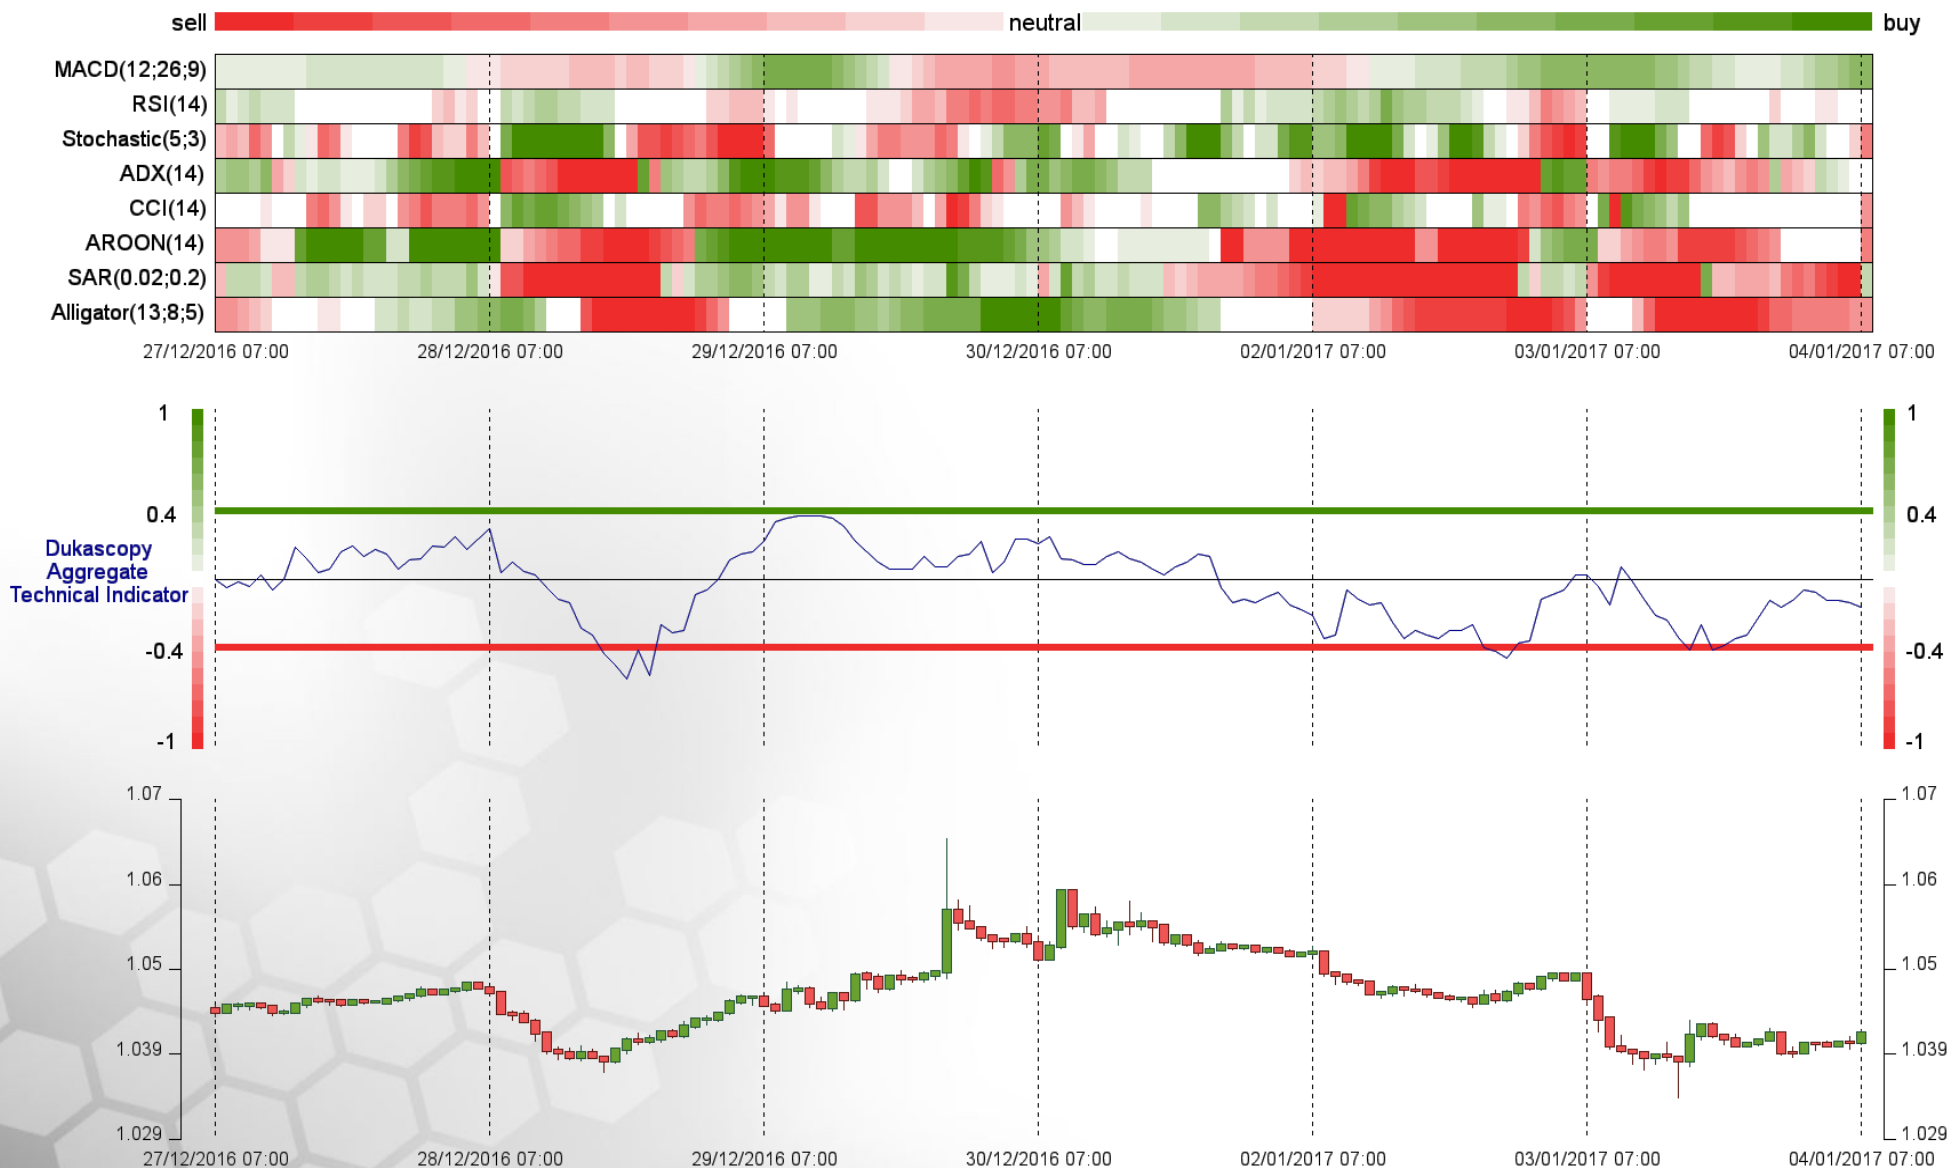 sell neutral buy
MACD(12;26;9)
RSI(14)
Stochastic(5;3)
ADX(14)
CCI(14)
AROON(14)
SAR(0.02;0.2)
Alligator(13;8;5)
27/12/2016 07:00 28/12/2016 07:00 29/12/2016 07:00 30/12/2016 07:00 02/01/2017 07:00 03/01/2017 07:00 04/01/2017 07:00
1 1
0.4 0.4
Dukascopy
Aggregate
Technical Indicator
-0.4 -0.4
-1 -1
1.07 1.07
1.06 1.06
1.05 1.05
1.039 1.039
1.029 1.029
27/12/2016 07:00 28/12/2016 07:00 29/12/2016 07:00 30/12/2016 07:00 02/01/2017 07:00 03/01/2017 07:00 04/01/2017 07:00